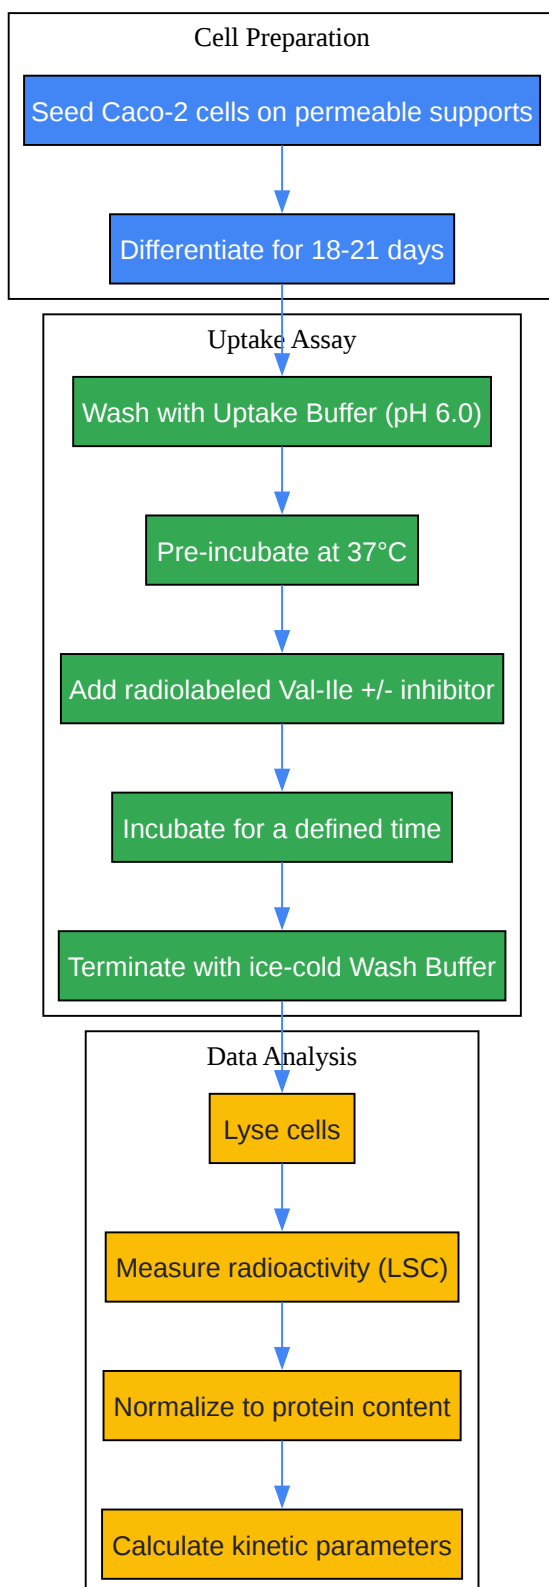 Cell Preparation
Seed Caco-2 cells on permeable supports
Differentiate for 18-21 days
Uptake Assay
Wash with Uptake Buffer (pH 6.0)
Pre-incubate at 37°C
Add radiolabeled Val-Ile +/- inhibitor
Incubate for a defined time
Terminate with ice-cold Wash Buffer
Data Analysis
Lyse cells
Measure radioactivity (LSC)
Normalize to protein content
Calculate kinetic parameters